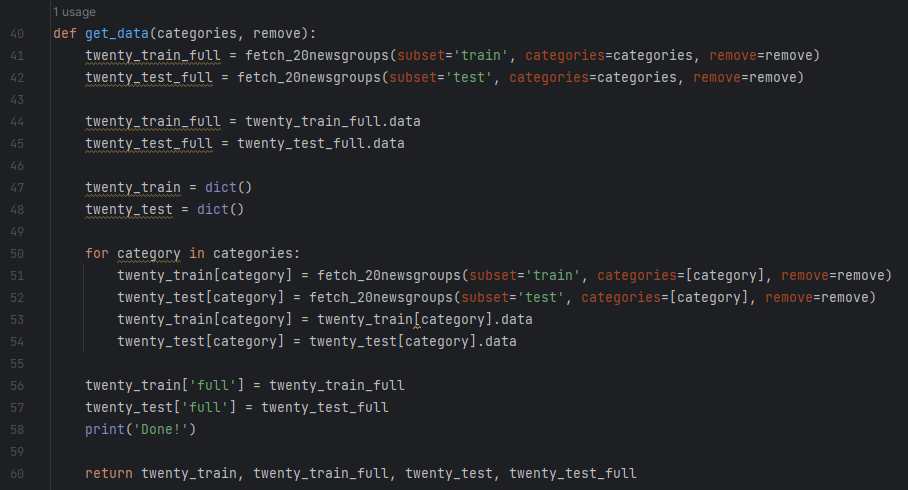 1 usage
40 def get_data(categories, remove):
41     twenty_train_full = fetch_20newsgroups(subset='train', categories=categories, remove=remove)
42     twenty_test_full = fetch_20newsgroups(subset='test', categories=categories, remove=remove)
43
44     twenty_train_full = twenty_train_full.data
45     twenty_test_full = twenty_test_full.data
46
47     twenty_train = dict()
48     twenty_test = dict()
49
50     for category in categories:
51         twenty_train[category] = fetch_20newsgroups(subset='train', categories=[category], remove=remove)
52         twenty_test[category] = fetch_20newsgroups(subset='test', categories=[category], remove=remove)
53         twenty_train[category] = twenty_train[category].data
54         twenty_test[category] = twenty_test[category].data
55
56     twenty_train['full'] = twenty_train_full
57     twenty_test['full'] = twenty_test_full
58     print('Done!')
59
60     return twenty_train, twenty_train_full, twenty_test, twenty_test_full